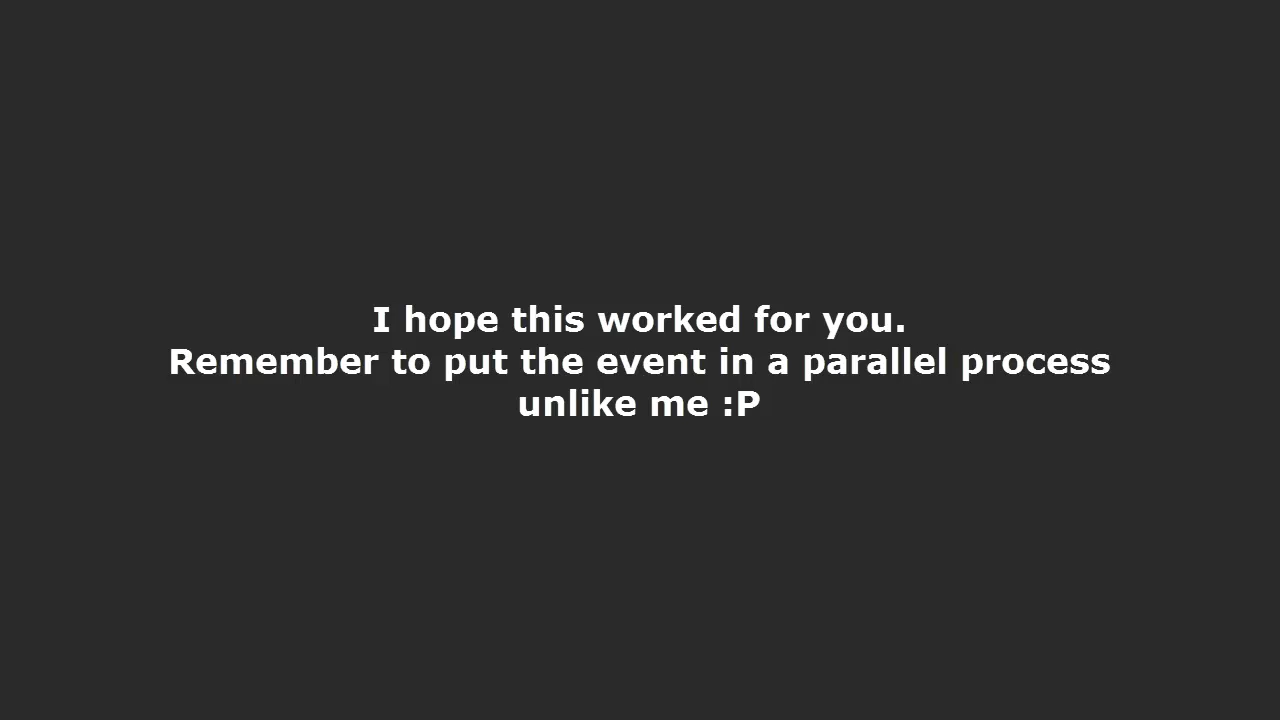 I hope this worked for you.
Remember to put the event in a parallel process
unlike me :P